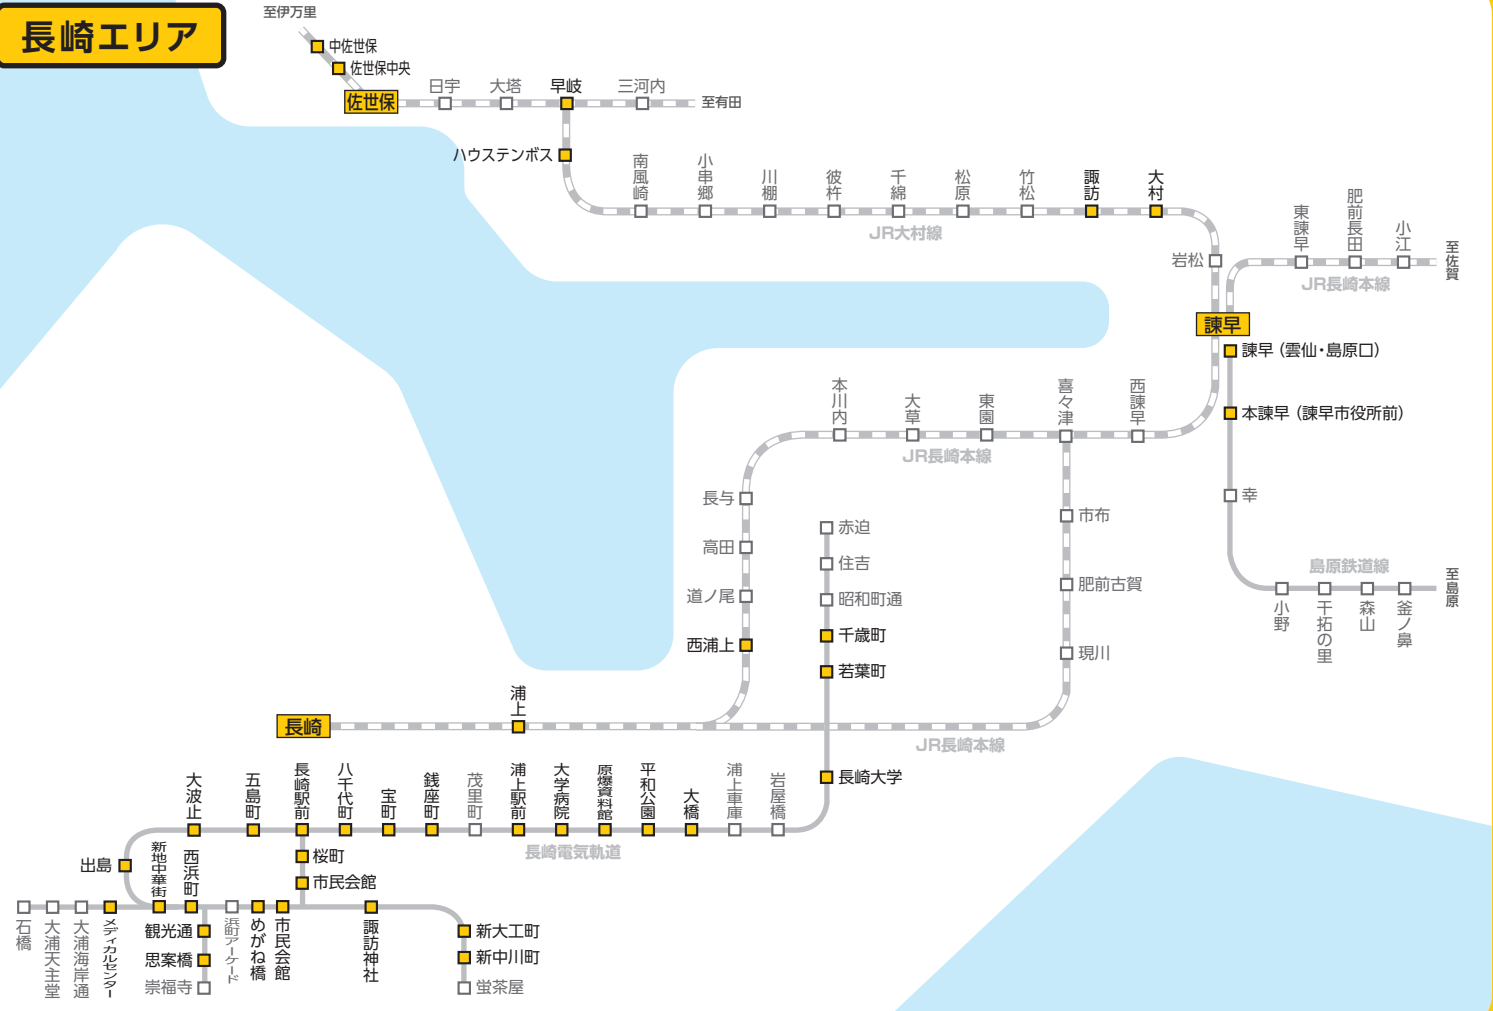 長崎エリア
至伊万里
中佐世保
佐世保中央
佐世保
日宇
大塔
早岐
三河内
至有田
ハウステンボス
南風崎
小串郷
川棚
彼杵
千綿
松原
竹松
諏訪
大村
JR大村線
岩松
東諫早
肥前長田
小江
至佐賀
JR長崎本線
諫早
諫早（雲仙・島原口）
本諫早（諫早市役所前）
幸
島原鉄道線
至島原
小野
干拓の里
森山
釜ノ鼻
本川内
大草
東園
喜々津
西諫早
JR長崎本線
長与
高田
道ノ尾
西浦上
赤迫
住吉
昭和町通
千歳町
若葉町
市布
肥前古賀
現川
浦上
長崎
JR長崎本線
長崎大学
大波止
五島町
長崎駅前
八千代町
宝町
銭座町
茂里町
浦上駅前
大学病院
原爆資料館
平和公園
大橋
浦上車庫
岩屋橋
長崎電気軌道
桜町
市民会館
出島
新地中華街
西浜町
石橋
大浦天主堂
大浦海岸通
メディカルセンター
観光通
思案橋
崇福寺
浜町アーケード
めがね橋
市民会館
諏訪神社
新大工町
新中川町
蛍茶屋